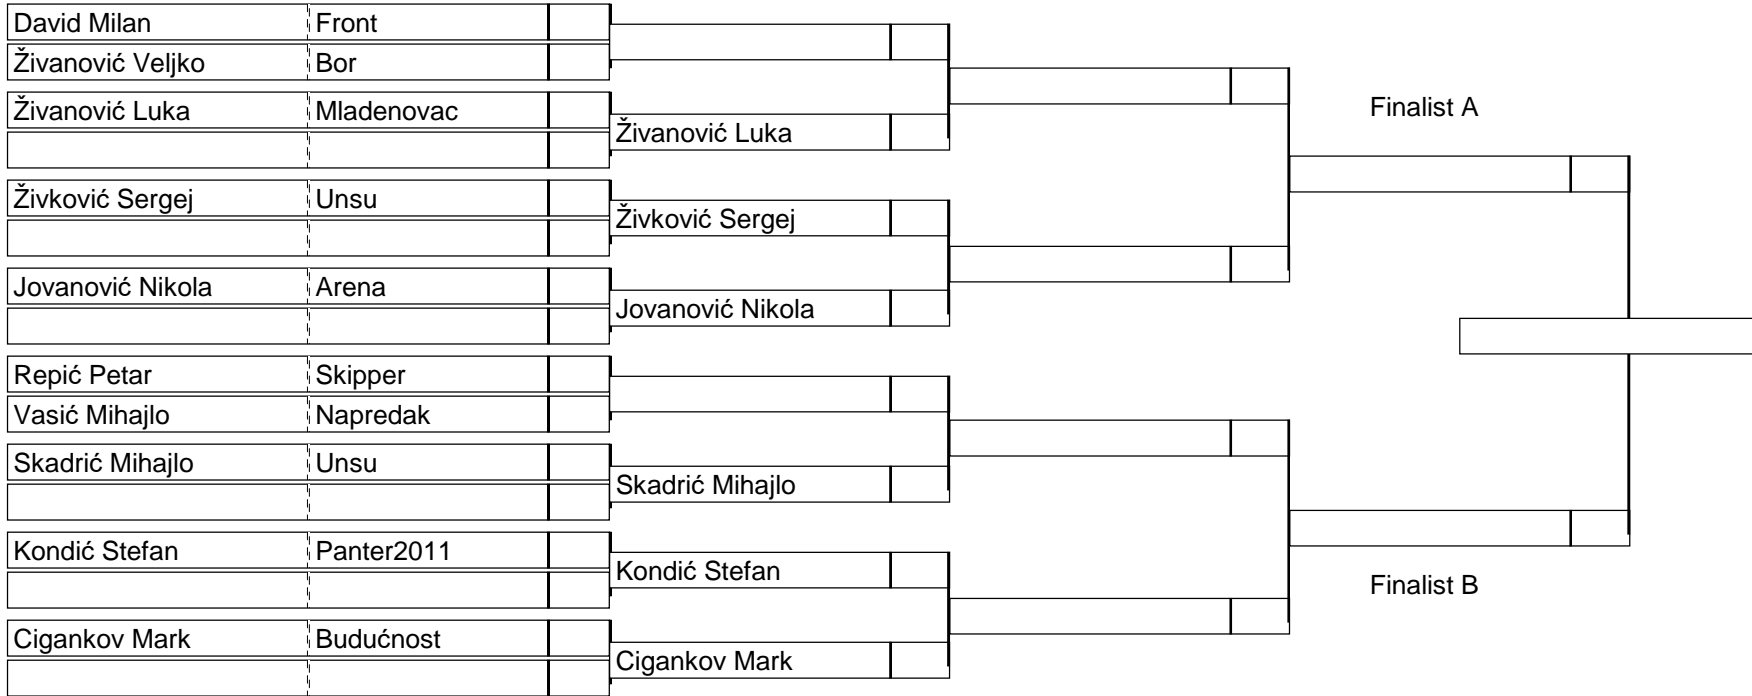 David Milan Front
Živanović Veljko Bor
Živanović Luka Mladenovac
Živanović Luka
Živković Sergej Unsu
Živković Sergej
Jovanović Nikola Arena
Jovanović Nikola
Repić Petar Skipper
Vasić Mihajlo Napredak
Skadrić Mihajlo Unsu
Skadrić Mihajlo
Kondić Stefan Panter2011
Kondić Stefan
Cigankov Mark Budućnost
Cigankov Mark
Finalist A
Finalist B